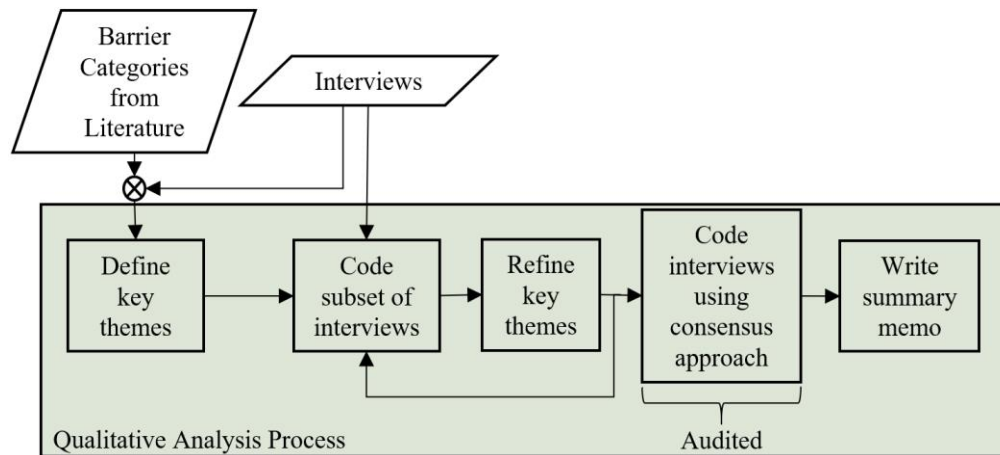 Barrier
Categories
from
Literature
Interviews
Define
key
themes
Code
subset of
interviews
Refine
key
themes
Code
interviews
using
consensus
approach
Write
summary
memo
Qualitative Analysis Process
Audited